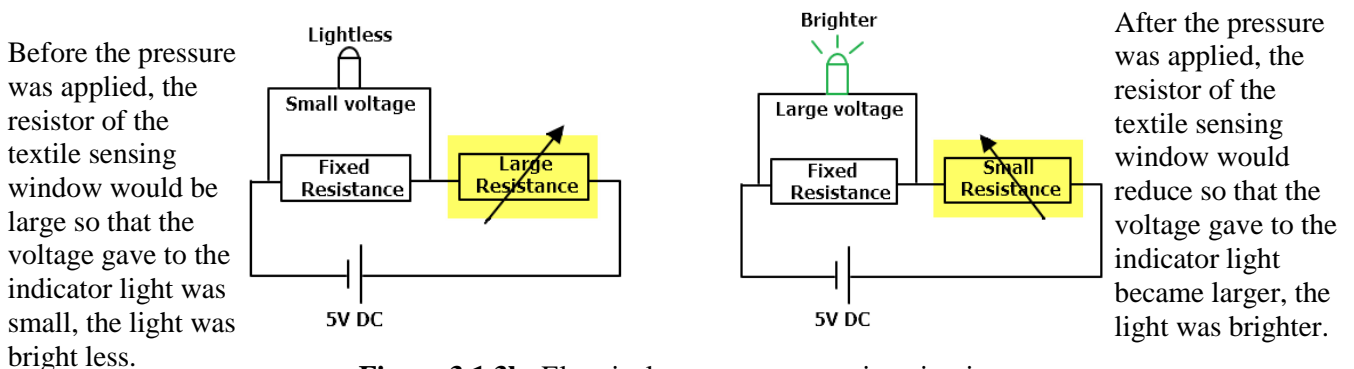 Before the pressure
was applied, the
resistor of the
textile sensing
window would be
large so that the
voltage gave to the
indicator light was
small, the light was
bright less.
Lightless
Small voltage
Fixed
Resistance
Large
Resistance
5V DC
Brighter
Large voltage
Fixed
Resistance
Small
Resistance
5V DC
After the pressure
was applied, the
resistor of the
textile sensing
window would
reduce so that the
voltage gave to the
indicator light
became larger, the
light was brighter.